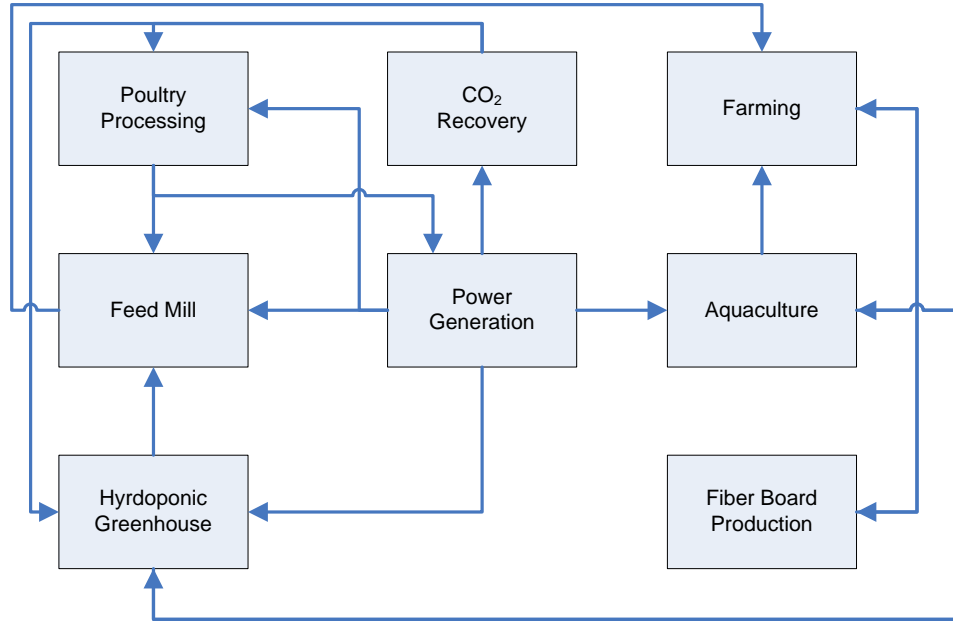 Poultry
Processing
CO₂
Recovery
Farming
Feed Mill
Power
Generation
Aquaculture
Hyrdoponic
Greenhouse
Fiber Board
Production